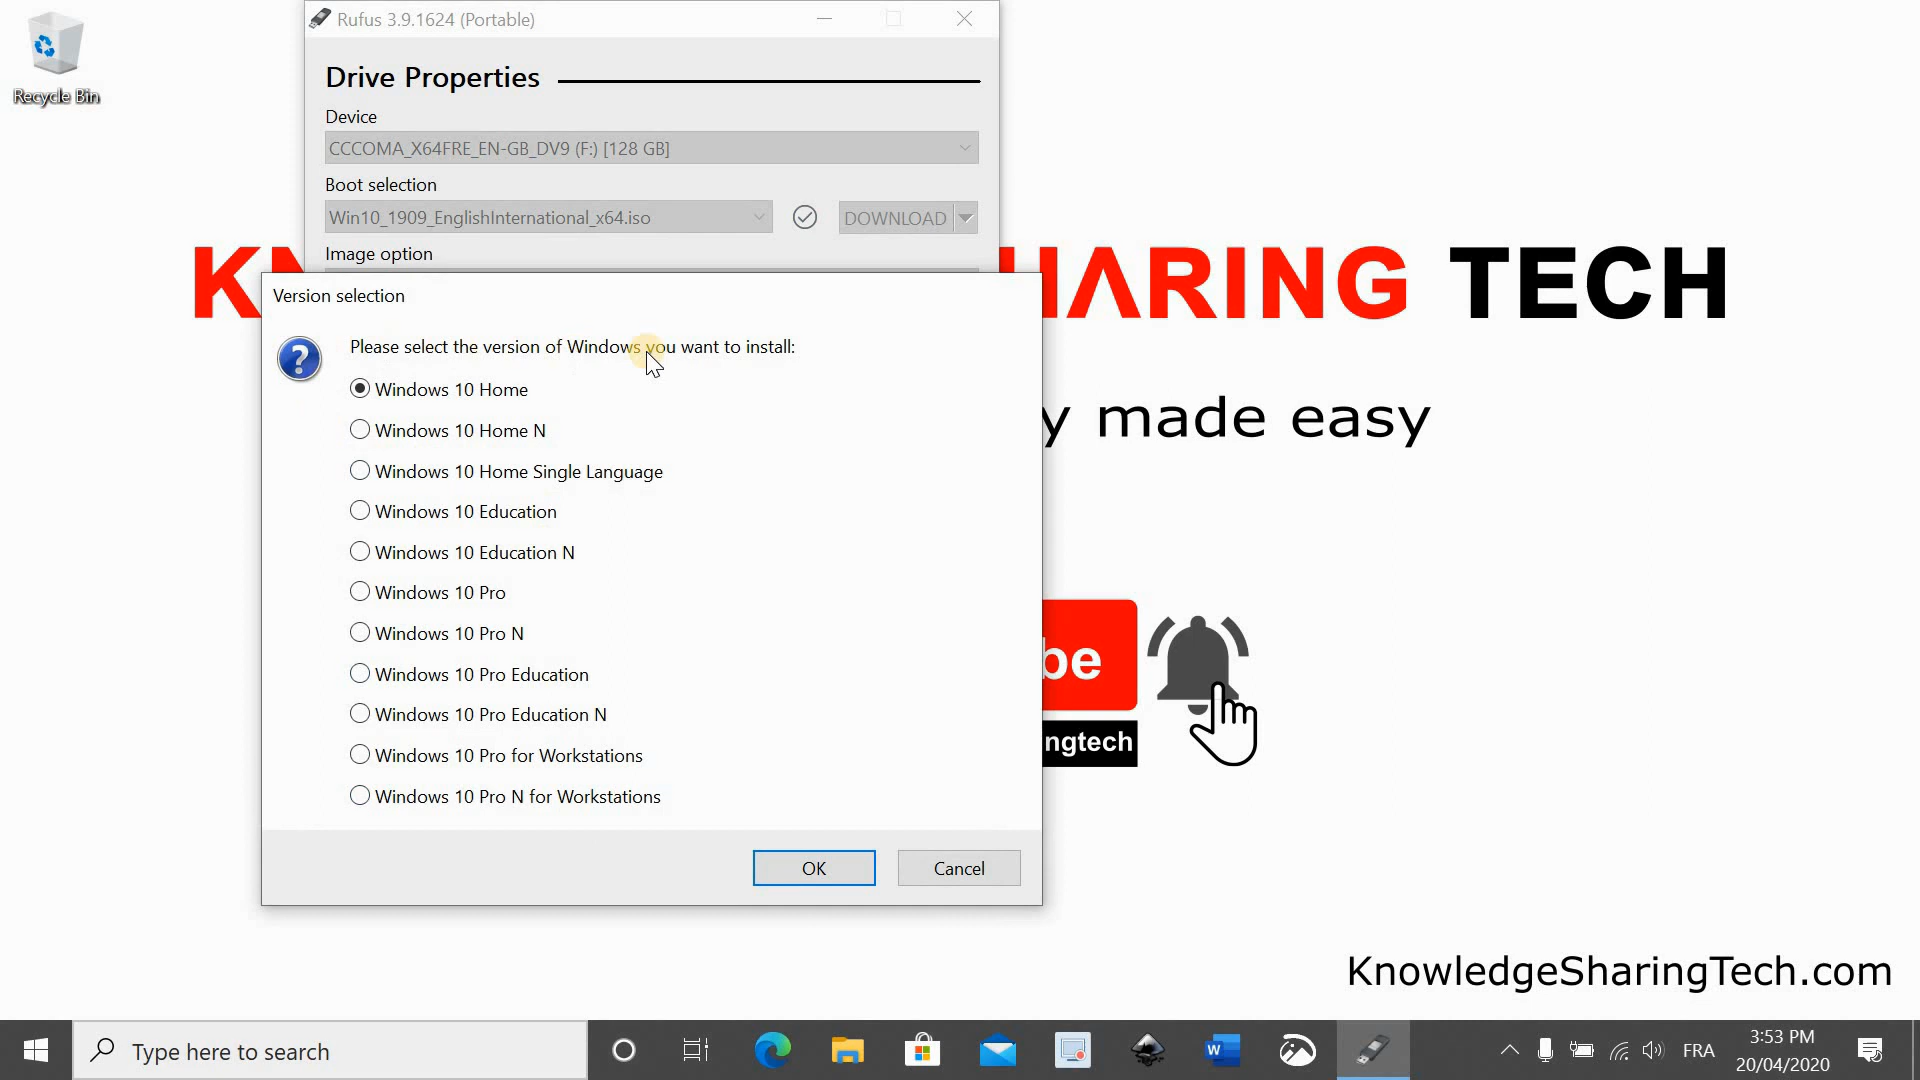 Recycle Bin
Rufus 3.9.1624 (Portable)
Drive Properties
Device
CCCOMA_X64FRE_EN-GB_DV9 (F:) [128 GB]
Boot selection
Win10_1909_EnglishInternational_x64.iso
DOWNLOAD
Image option
HARING TECH
y made easy
be
ngtech
Version selection
Please select the version of Windows you want to install:
Windows 10 Home
Windows 10 Home N
Windows 10 Home Single Language
Windows 10 Education
Windows 10 Education N
Windows 10 Pro
Windows 10 Pro N
Windows 10 Pro Education
Windows 10 Pro Education N
Windows 10 Pro for Workstations
Windows 10 Pro N for Workstations
OK
Cancel
KnowledgeSharingTech.com
Type here to search
FRA
3:53 PM
20/04/2020